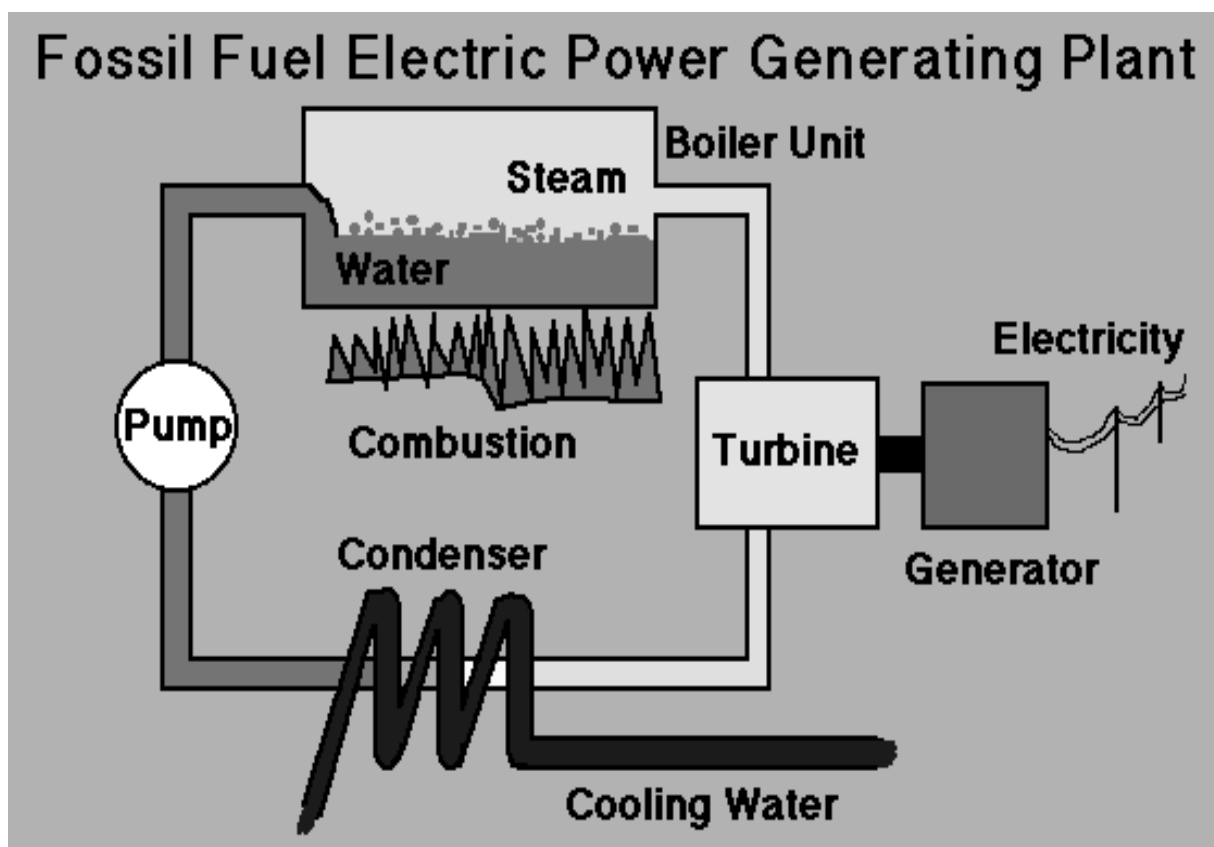 Fossil Fuel Electric Power Generating Plant
Boiler Unit
Steam
Water
Electricity
Pump
Combustion
Turbine
Condenser
Generator
Cooling Water